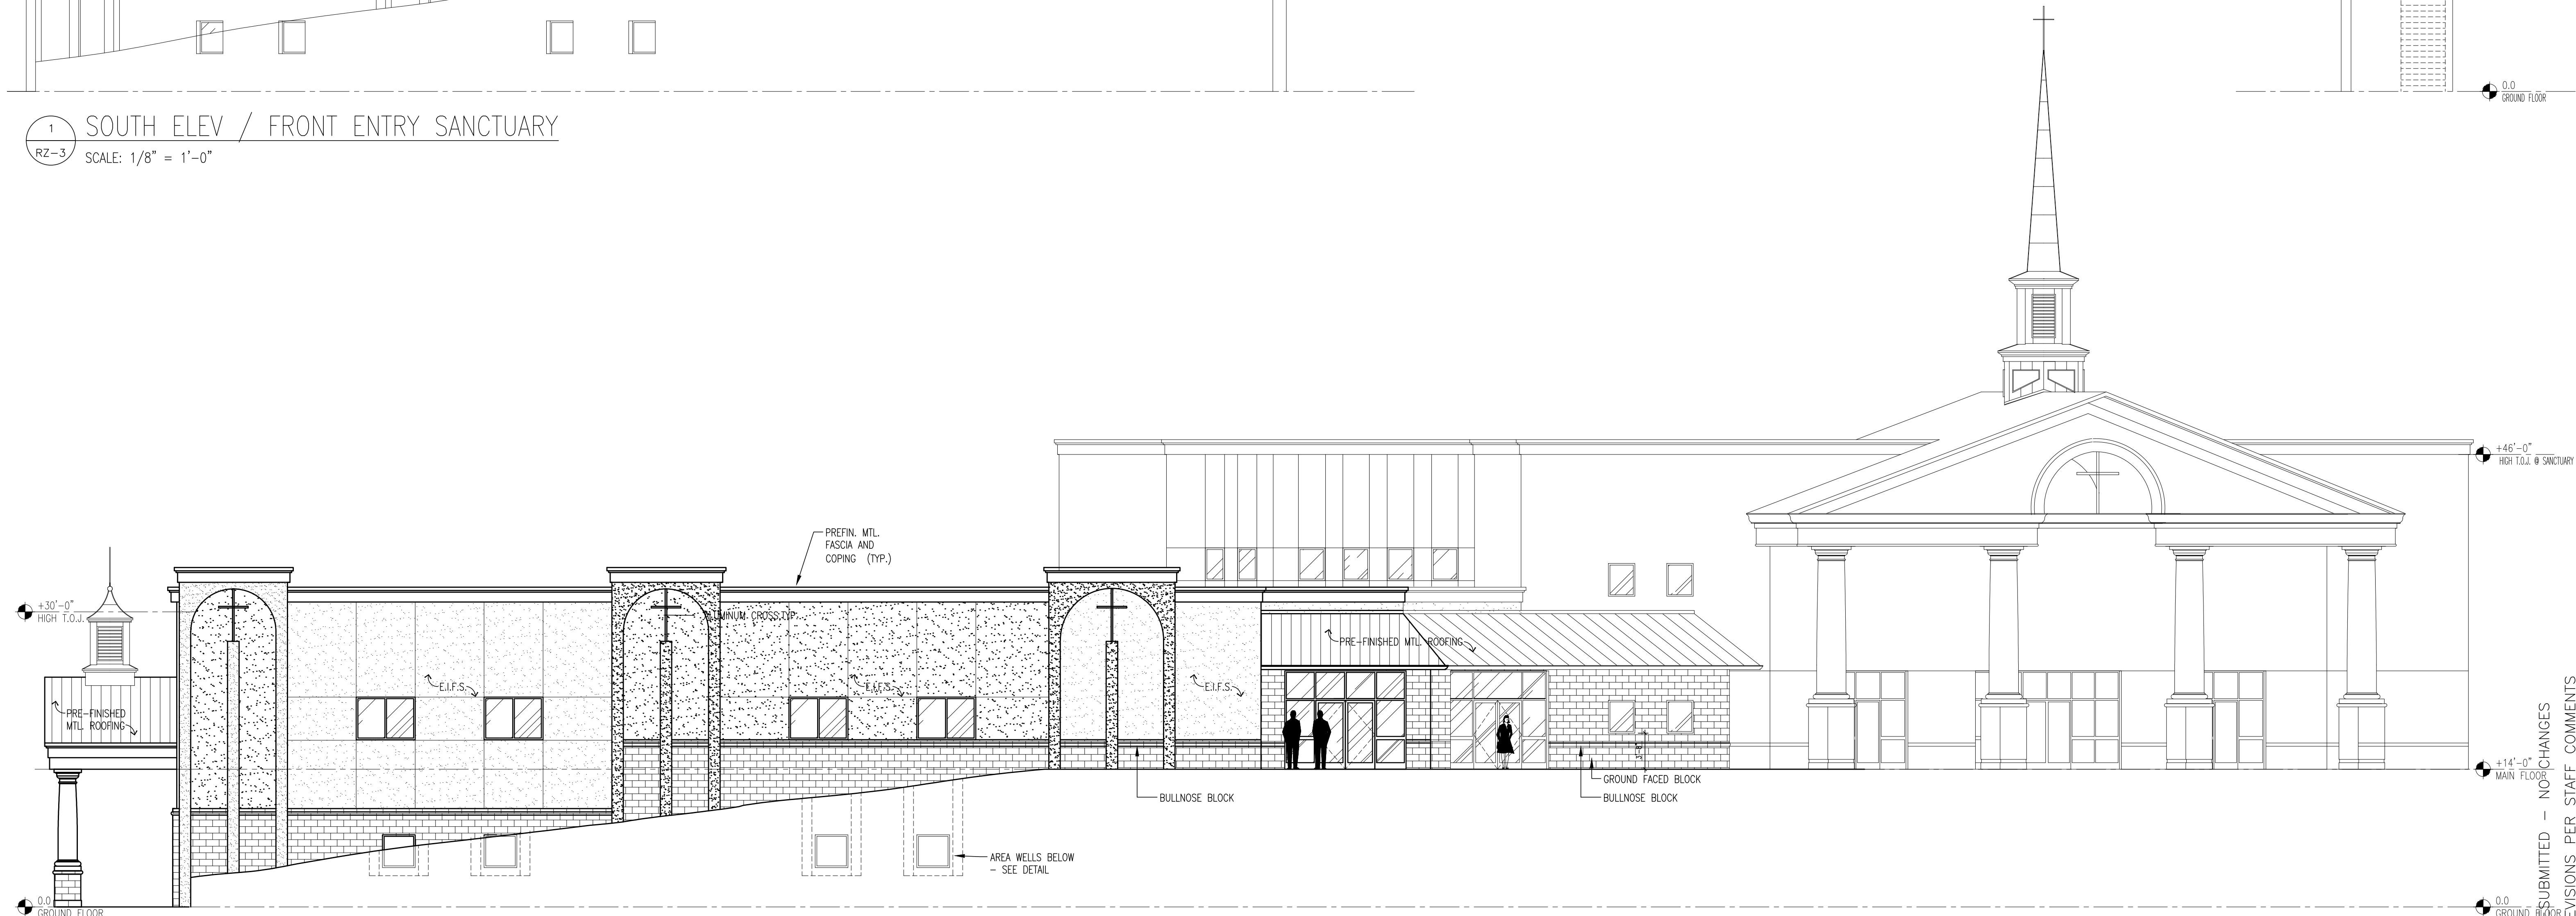 0.0
GROUND FLOOR
1
RZ-3
SOUTH ELEV / FRONT ENTRY SANCTUARY
SCALE: 1/8" = 1'-0"
+46'-0"
HIGH T.O.J. @ SANCTUARY
PREFIN. MTL.
FASCIA AND
COPING (TYP.)
+30'-0"
HIGH T.O.J.
ALUMINUM CROSS TYP.
PRE-FINISHED MTL. ROOFING
E.I.F.S.
E.I.F.S.
E.I.F.S.
PRE-FINISHED
MTL. ROOFING
+14'-0"
MAIN FLOOR
GROUND FACED BLOCK
BULLNOSE BLOCK
BULLNOSE BLOCK
AREA WELLS BELOW
- SEE DETAIL
0.0
GROUND FLOOR
0.0
GROUND FLOOR
SUBMITTED - NO CHANGES
EVISIONS PER STAFF COMMENTS